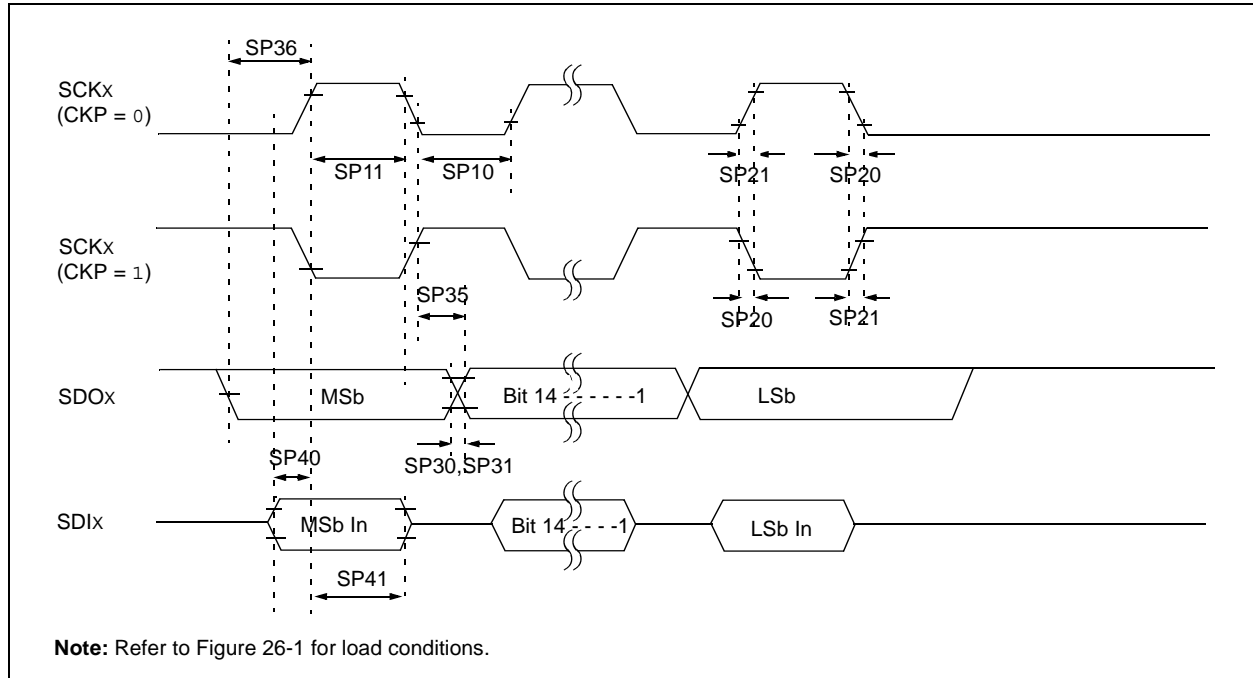 SP36
SCKx
(CKP = 0)
SP11
SP10
SP21
SP20
SCKx
(CKP = 1)
SP35
SP20
SP21
SDOx
MSb
Bit 14 - - - - - -1
LSb
SP40
SP30,SP31
SDIx
MSb In
Bit 14 - - - - -1
LSb In
SP41
Note: Refer to Figure 26-1 for load conditions.